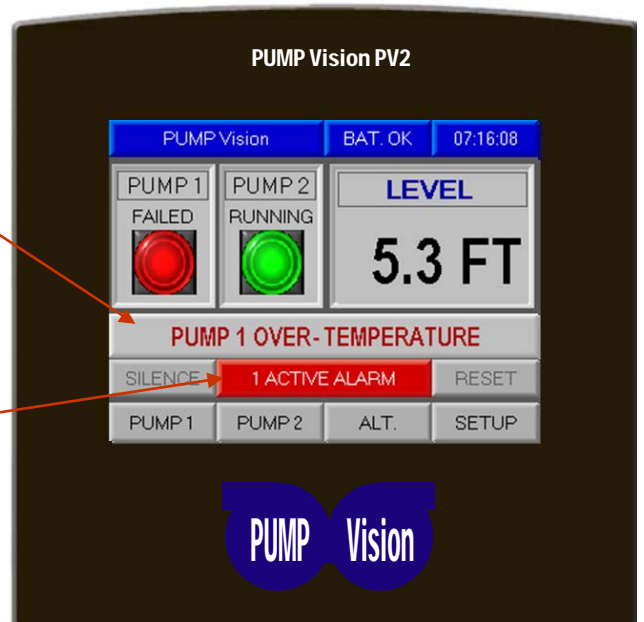 PUMP Vision PV2
PUMP Vision BAT. OK 07:16:08
PUMP 1 PUMP 2 LEVEL
FAILED RUNNING
5.3 FT
PUMP 1 OVER-TEMPERATURE
SILENCE 1 ACTIVE ALARM RESET
PUMP 1 PUMP 2 ALT. SETUP
PUMP Vision